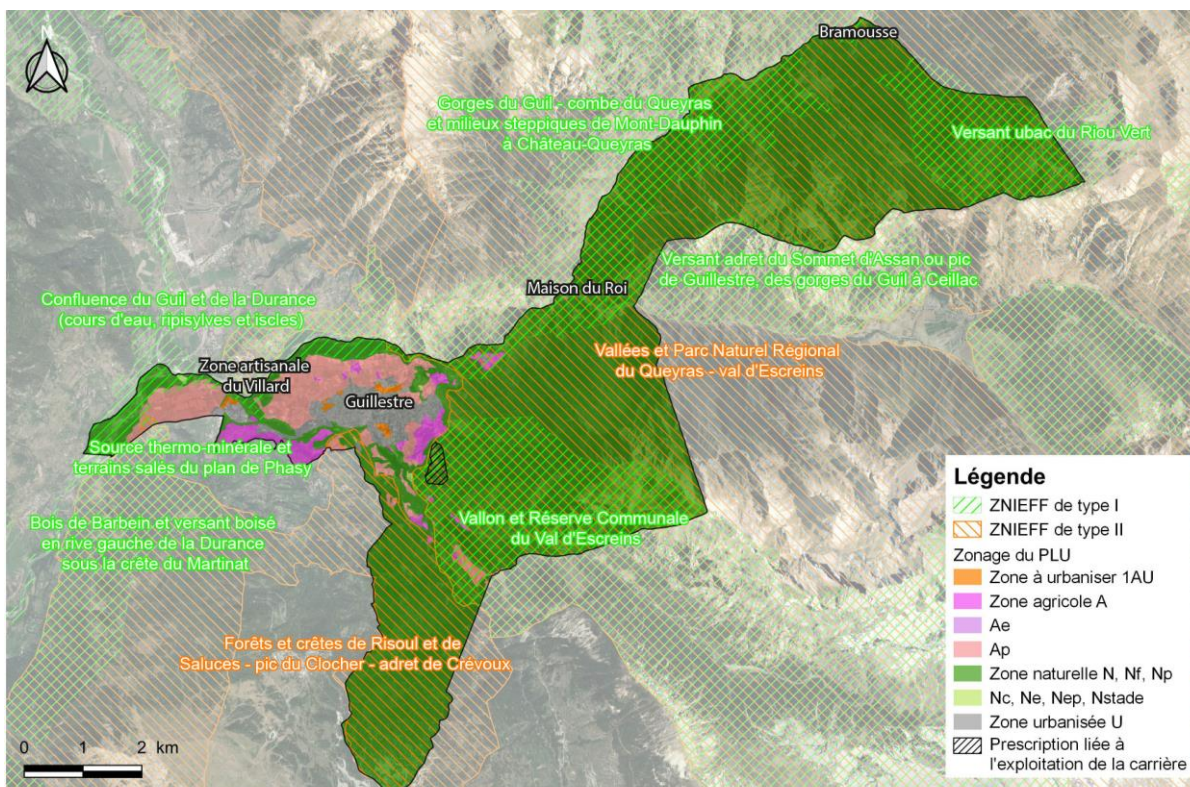 Bramousse
Gorges du Guil - combe du Queyras
et milieux steppiques de Mont-Dauphin
à Château-Queyras
Versant ubac du Riou Vert
Versant adret du Sommet d'Assan ou pic
de Guillestre, des gorges du Guil à Ceillac
Maison du Roi
Confluence du Guil et de la Durance
(cours d'eau, ripisylves et iscles)
Vallées et Parc Naturel Régional
du Queyras - val d'Escreins
Zone artisanale
du Villard
Guillestre
Source thermo-minérale et
terrains salés du plan de Phasy
Bois de Barbein et versant boisé
en rive gauche de la Durance
sous la crête du Martinat
Vallon et Réserve Communale
du Val d'Escreins
Forêts et crêtes de Risoul et de
Saluces - pic du Clocher - adret de Crévoux
0 1 2 km
Légende
ZNIEFF de type I
ZNIEFF de type II
Zonage du PLU
Zone à urbaniser 1AU
Zone agricole A
Ae
Ap
Zone naturelle N, Nf, Np
Nc, Ne, Nep, Nstade
Zone urbanisée U
Prescription liée à
l'exploitation de la carrière